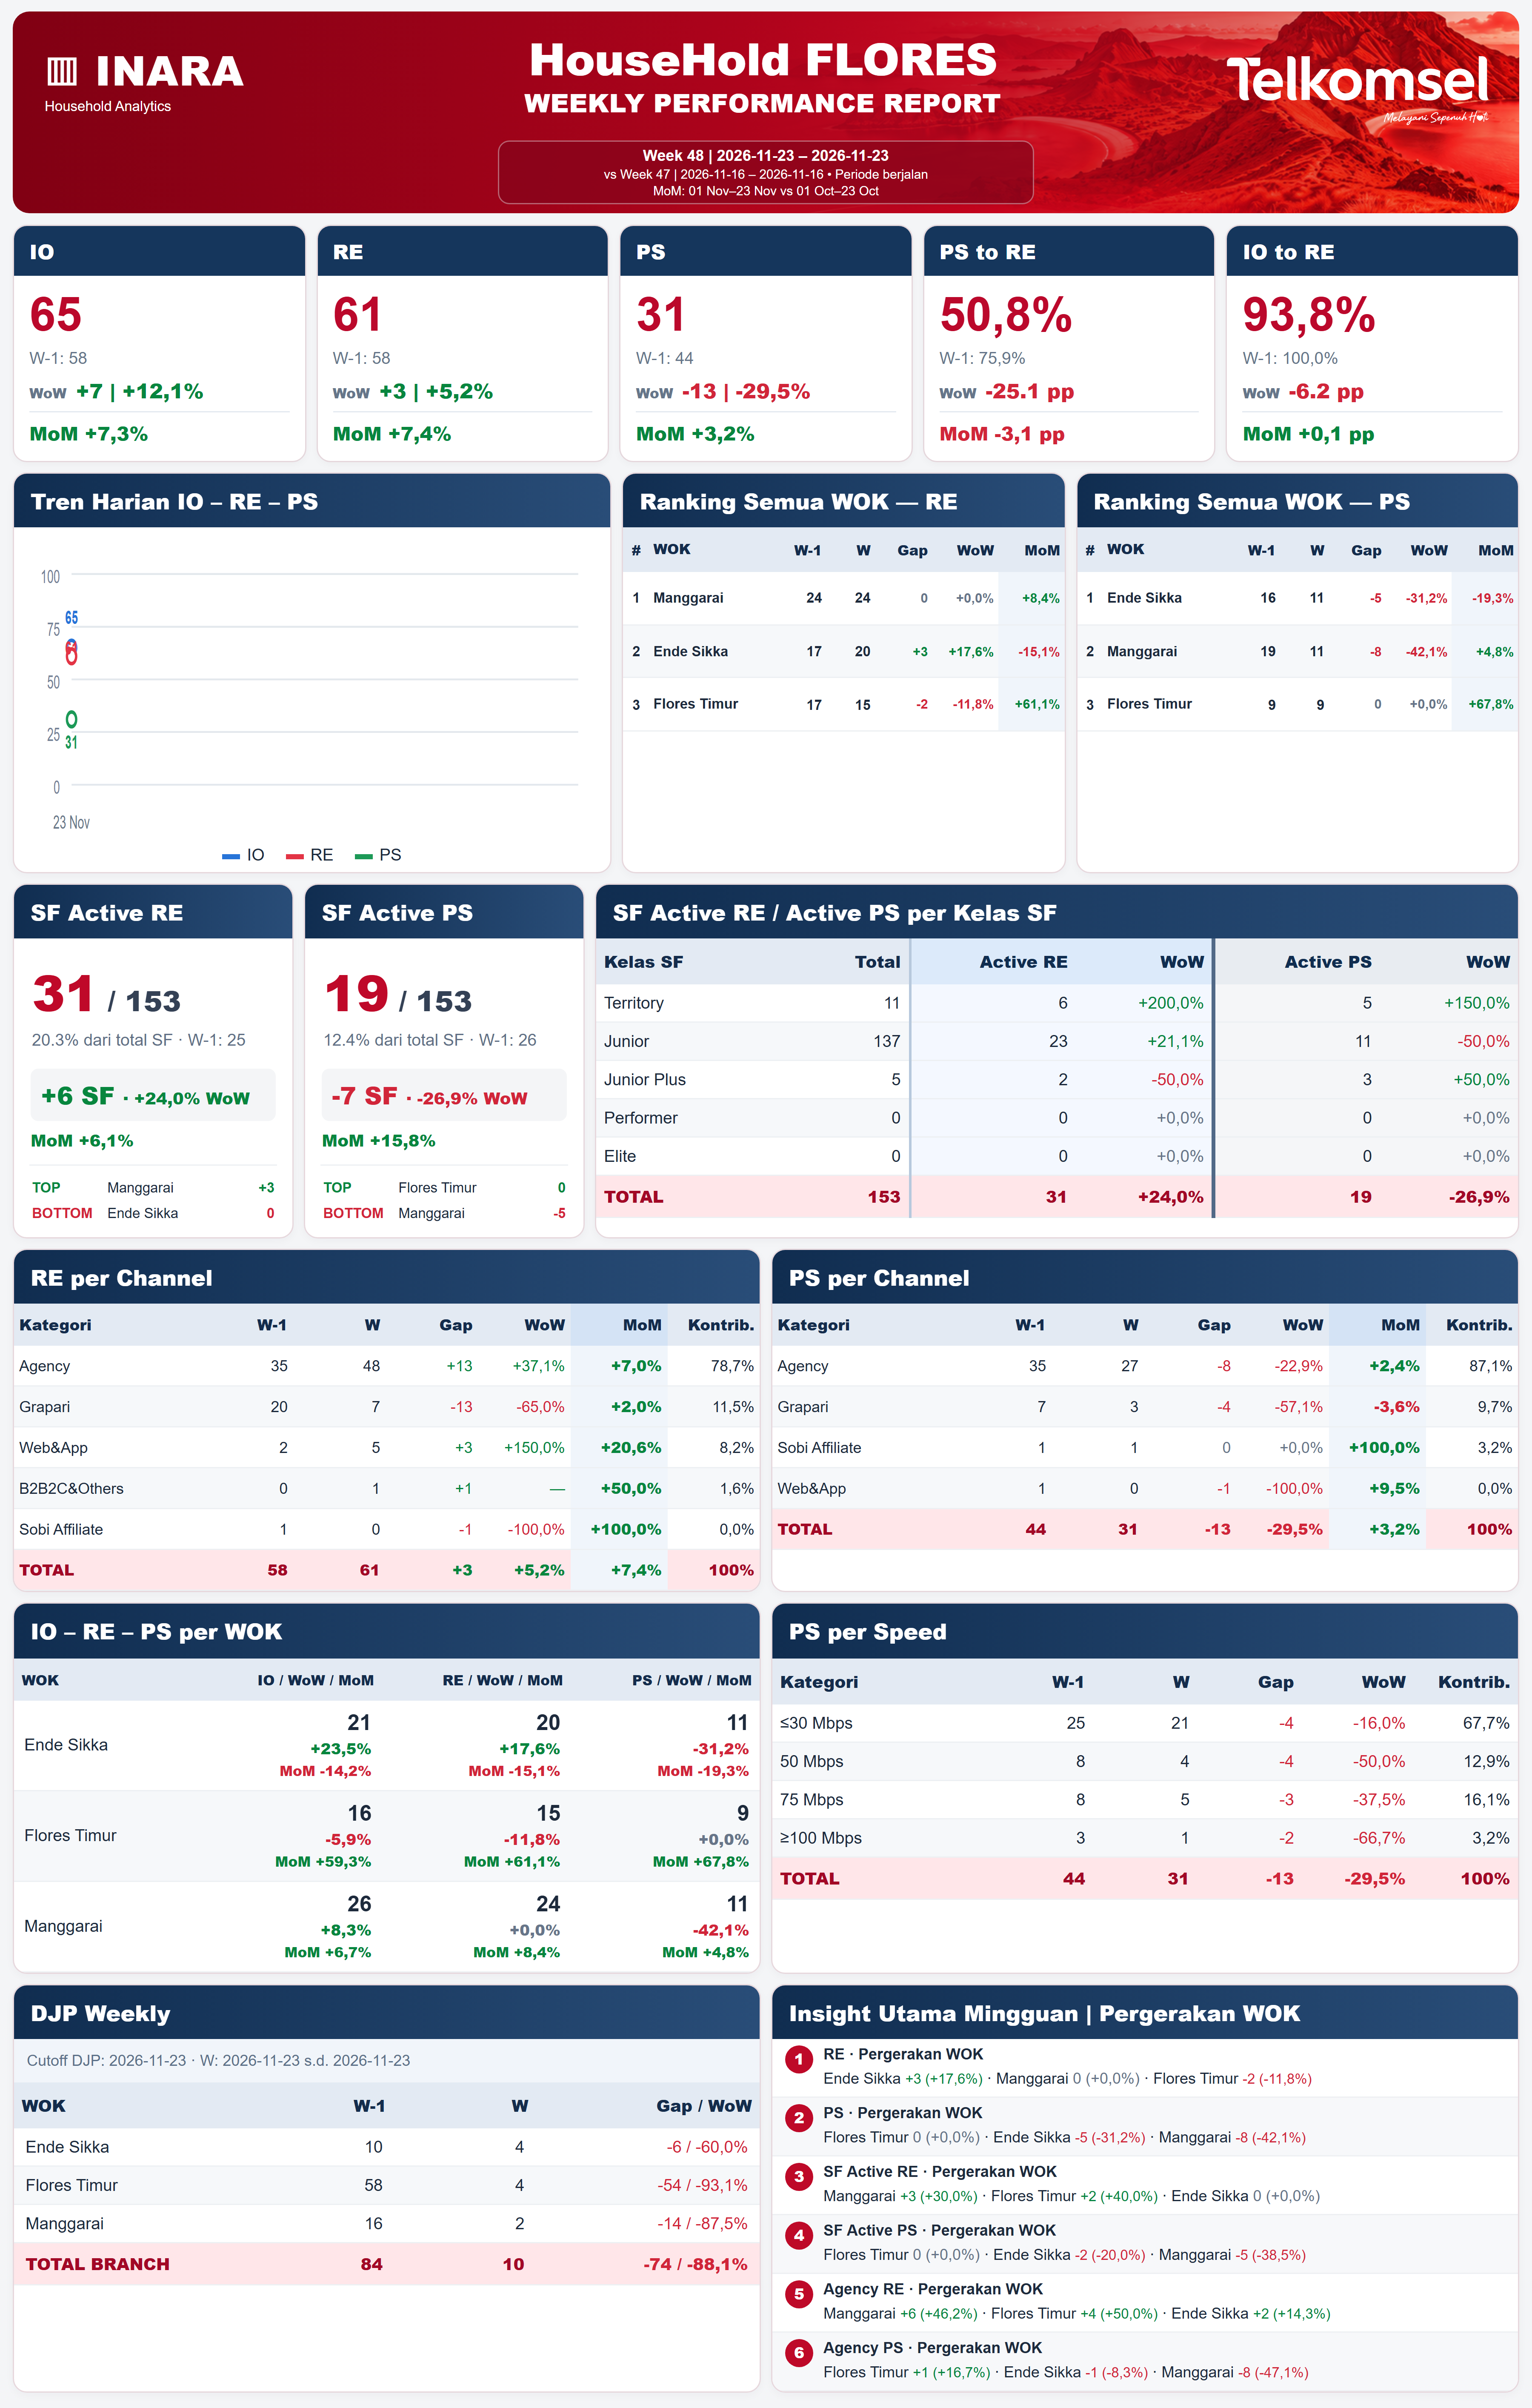 INARA
Household Analytics
HouseHold FLORES
WEEKLY PERFORMANCE REPORT
Week 48 | 2026-11-23 – 2026-11-23
vs Week 47 | 2026-11-16 – 2026-11-16 • Periode berjalan
MoM: 01 Nov–23 Nov vs 01 Oct–23 Oct
Telkomsel
Melayani Sepenuh Hati
IO
65
W-1: 58
WoW +7 | +12,1%
MoM +7,3%
RE
61
W-1: 58
WoW +3 | +5,2%
MoM +7,4%
PS
31
W-1: 44
WoW -13 | -29,5%
MoM +3,2%
PS to RE
50,8%
W-1: 75,9%
WoW -25.1 pp
MoM -3,1 pp
IO to RE
93,8%
W-1: 100,0%
WoW -6.2 pp
MoM +0,1 pp
Tren Harian IO – RE – PS
100
75
50
25
0
65
31
23 Nov
IO RE PS
Ranking Semua WOK — RE
# WOK W-1 W Gap WoW MoM
1 Manggarai 24 24 0 +0,0% +8,4%
2 Ende Sikka 17 20 +3 +17,6% -15,1%
3 Flores Timur 17 15 -2 -11,8% +61,1%
Ranking Semua WOK — PS
# WOK W-1 W Gap WoW MoM
1 Ende Sikka 16 11 -5 -31,2% -19,3%
2 Manggarai 19 11 -8 -42,1% +4,8%
3 Flores Timur 9 9 0 +0,0% +67,8%
SF Active RE
31 / 153
20.3% dari total SF · W-1: 25
+6 SF · +24,0% WoW
MoM +6,1%
TOP Manggarai +3
BOTTOM Ende Sikka 0
SF Active PS
19 / 153
12.4% dari total SF · W-1: 26
-7 SF · -26,9% WoW
MoM +15,8%
TOP Flores Timur 0
BOTTOM Manggarai -5
SF Active RE / Active PS per Kelas SF
Kelas SF Total Active RE WoW Active PS WoW
Territory 11 6 +200,0% 5 +150,0%
Junior 137 23 +21,1% 11 -50,0%
Junior Plus 5 2 -50,0% 3 +50,0%
Performer 0 0 +0,0% 0 +0,0%
Elite 0 0 +0,0% 0 +0,0%
TOTAL 153 31 +24,0% 19 -26,9%
RE per Channel
Kategori W-1 W Gap WoW MoM Kontrib.
Agency 35 48 +13 +37,1% +7,0% 78,7%
Grapari 20 7 -13 -65,0% +2,0% 11,5%
Web&App 2 5 +3 +150,0% +20,6% 8,2%
B2B2C&Others 0 1 +1 — +50,0% 1,6%
Sobi Affiliate 1 0 -1 -100,0% +100,0% 0,0%
TOTAL 58 61 +3 +5,2% +7,4% 100%
PS per Channel
Kategori W-1 W Gap WoW MoM Kontrib.
Agency 35 27 -8 -22,9% +2,4% 87,1%
Grapari 7 3 -4 -57,1% -3,6% 9,7%
Sobi Affiliate 1 1 0 +0,0% +100,0% 3,2%
Web&App 1 0 -1 -100,0% +9,5% 0,0%
TOTAL 44 31 -13 -29,5% +3,2% 100%
IO – RE – PS per WOK
WOK IO / WoW / MoM RE / WoW / MoM PS / WoW / MoM
21 20 11
Ende Sikka +23,5% +17,6% -31,2%
MoM -14,2% MoM -15,1% MoM -19,3%
16 15 9
Flores Timur -5,9% -11,8% +0,0%
MoM +59,3% MoM +61,1% MoM +67,8%
26 24 11
Manggarai +8,3% +0,0% -42,1%
MoM +6,7% MoM +8,4% MoM +4,8%
PS per Speed
Kategori W-1 W Gap WoW Kontrib.
≤30 Mbps 25 21 -4 -16,0% 67,7%
50 Mbps 8 4 -4 -50,0% 12,9%
75 Mbps 8 5 -3 -37,5% 16,1%
≥100 Mbps 3 1 -2 -66,7% 3,2%
TOTAL 44 31 -13 -29,5% 100%
DJP Weekly
Cutoff DJP: 2026-11-23 · W: 2026-11-23 s.d. 2026-11-23
WOK W-1 W Gap / WoW
Ende Sikka 10 4 -6 / -60,0%
Flores Timur 58 4 -54 / -93,1%
Manggarai 16 2 -14 / -87,5%
TOTAL BRANCH 84 10 -74 / -88,1%
Insight Utama Mingguan | Pergerakan WOK
1 RE · Pergerakan WOK
Ende Sikka +3 (+17,6%) · Manggarai 0 (+0,0%) · Flores Timur -2 (-11,8%)
2 PS · Pergerakan WOK
Flores Timur 0 (+0,0%) · Ende Sikka -5 (-31,2%) · Manggarai -8 (-42,1%)
3 SF Active RE · Pergerakan WOK
Manggarai +3 (+30,0%) · Flores Timur +2 (+40,0%) · Ende Sikka 0 (+0,0%)
4 SF Active PS · Pergerakan WOK
Flores Timur 0 (+0,0%) · Ende Sikka -2 (-20,0%) · Manggarai -5 (-38,5%)
5 Agency RE · Pergerakan WOK
Manggarai +6 (+46,2%) · Flores Timur +4 (+50,0%) · Ende Sikka +2 (+14,3%)
6 Agency PS · Pergerakan WOK
Flores Timur +1 (+16,7%) · Ende Sikka -1 (-8,3%) · Manggarai -8 (-47,1%)